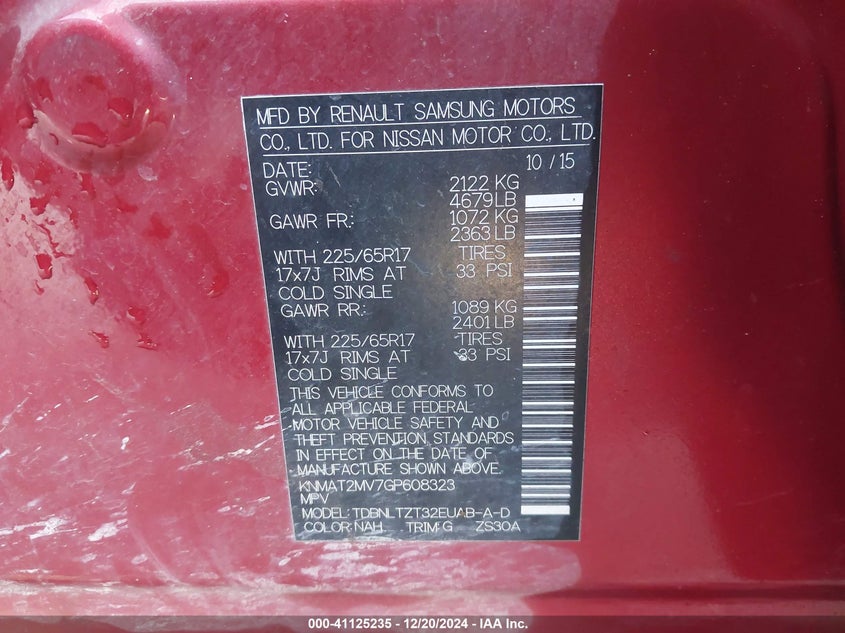 MFD BY RENAULT SAMSUNG MOTORS
CO., LTD. FOR NISSAN MOTOR CO., LTD.
DATE: 10 / 15
GVWR: 2122 KG
4679 LB
GAWR FR.: 1072 KG
2363 LB
WITH 225/65R17 TIRES
17x7J RIMS AT 33 PSI
COLD SINGLE
GAWR RR.: 1089 KG
2401 LB
WITH 225/65R17 TIRES
17x7J RIMS AT 33 PSI
COLD SINGLE
THIS VEHICLE CONFORMS TO
ALL APPLICABLE FEDERAL
MOTOR VEHICLE SAFETY AND
THEFT PREVENTION STANDARDS
IN EFFECT ON THE DATE OF
MANUFACTURE SHOWN ABOVE.
KNMAT2MV7GP608323
MPV
MODEL: TDBNLTZT32EUAB-A-D
COLOR: NAH TRIM: G ZS30A
000-41125235 - 12/20/2024 - IAA Inc.